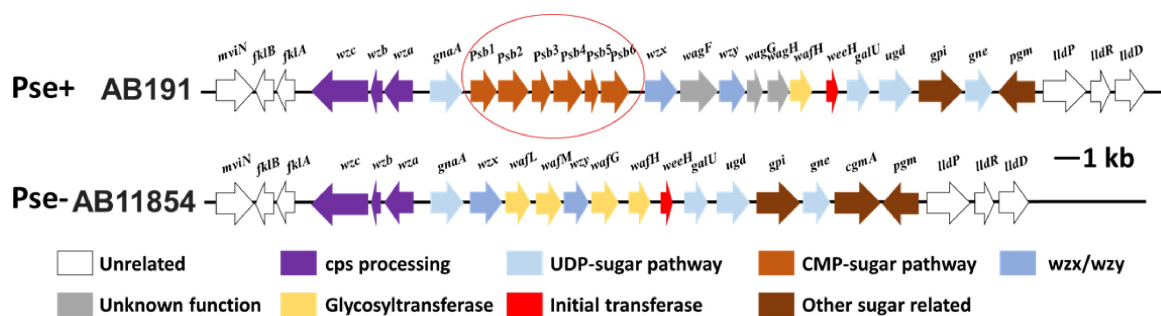 mviN fklB fklA wzc wzb wza gnaA Psb1 Psb2 Psb3 Psb4 Psb5 Psb6 wzx wagF wzy wagG wagH wafH weeH galU ugd gpi gne pgm lldP lldR lldD
Pse+ AB191
mviN fklB fklA wzc wzb wza gnaA wzx wafL wafM wzy wafG wafH weeH galU ugd gpi gne cgmA pgm lldP lldR lldD
1 kb
Pse- AB11854
Unrelated cps processing UDP-sugar pathway CMP-sugar pathway wzx/wzy
Unknown function Glycosyltransferase Initial transferase Other sugar related